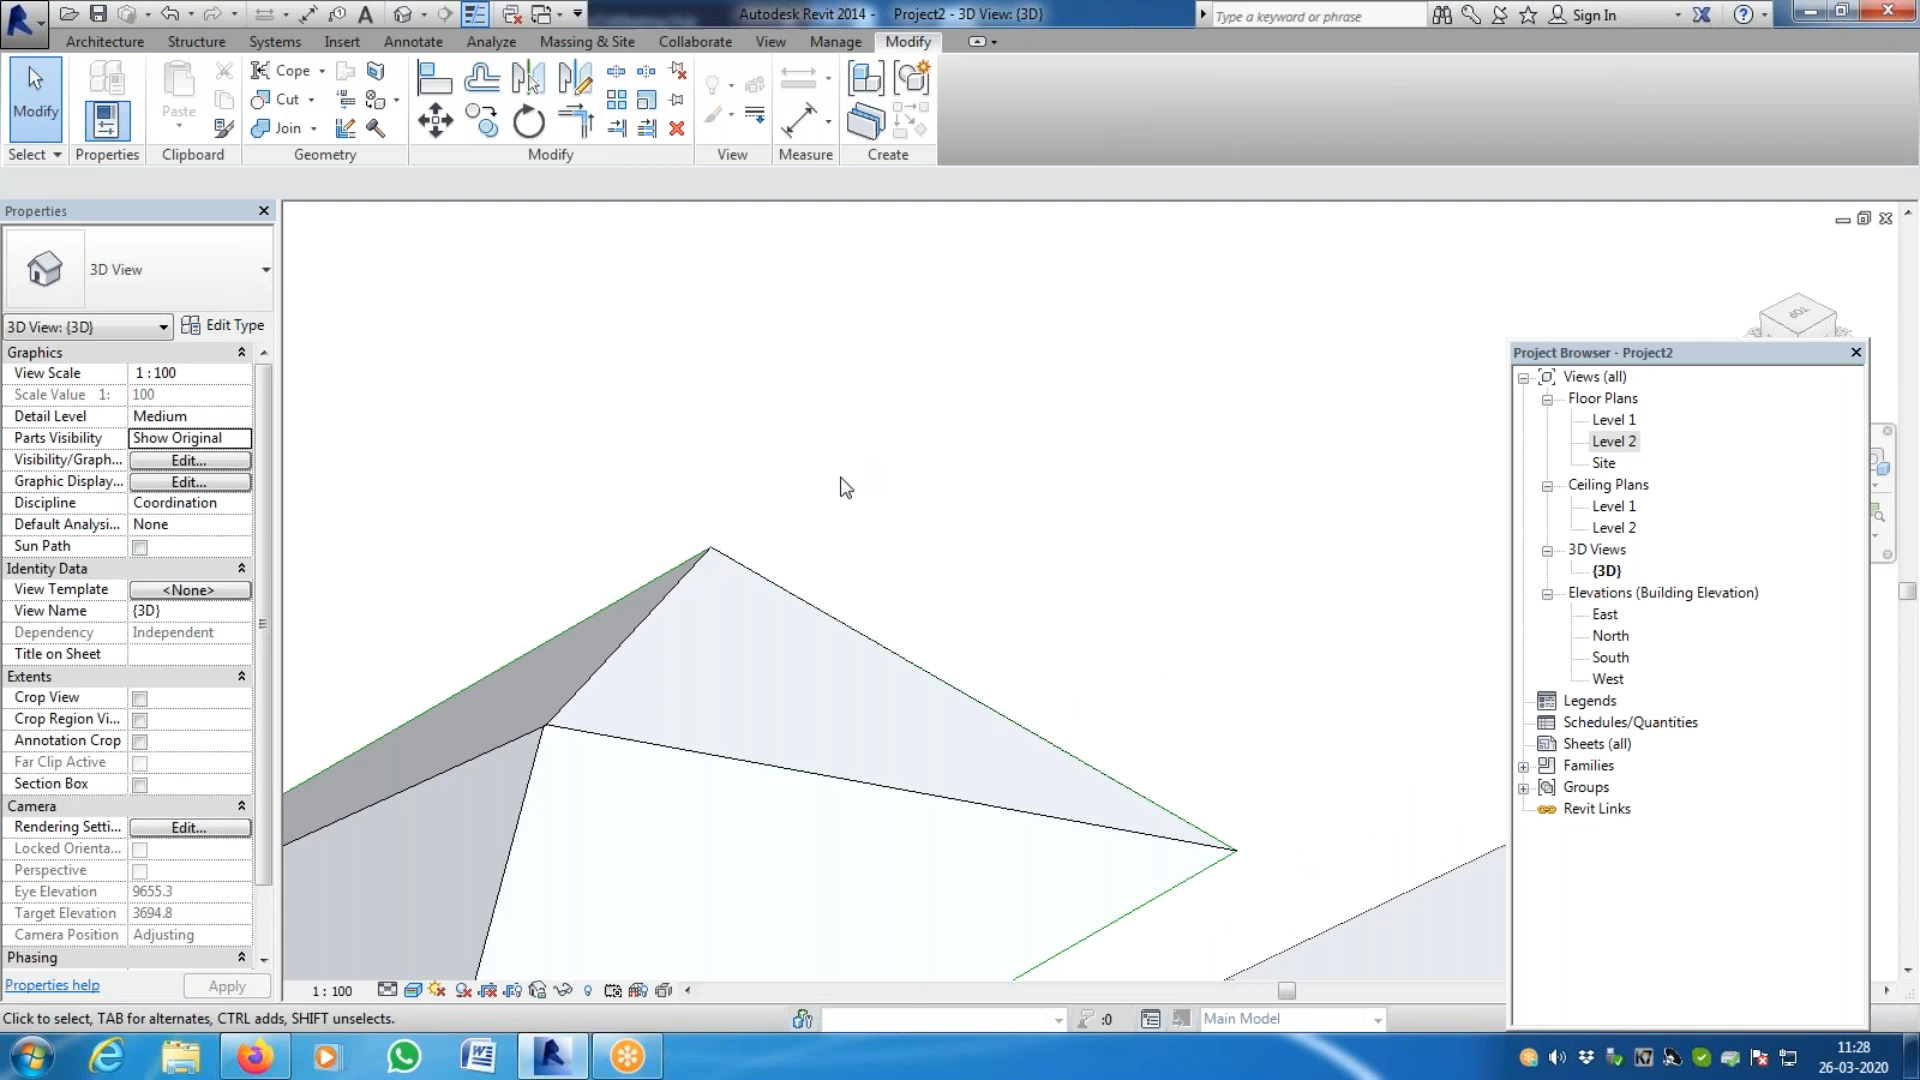 Autodesk Revit 2014 - Project2 - 3D View: {3D}
Type a keyword or phrase
Sign In
Architecture Structure Systems Insert Annotate Analyze Massing & Site Collaborate View Manage Modify
Modify
Paste
Cope
Cut
Join
Select Properties Clipboard Geometry Modify View Measure Create
Properties
3D View
3D View: {3D}
Edit Type
Graphics
View Scale 1 : 100
Scale Value 1: 100
Detail Level Medium
Parts Visibility Show Original
Visibility/Graph... Edit...
Graphic Display... Edit...
Discipline Coordination
Default Analysi... None
Sun Path
Identity Data
View Template <None>
View Name {3D}
Dependency Independent
Title on Sheet
Extents
Crop View
Crop Region Vi...
Annotation Crop
Far Clip Active
Section Box
Camera
Rendering Setti... Edit...
Locked Orienta...
Perspective
Eye Elevation 9655.3
Target Elevation 3694.8
Camera Position Adjusting
Phasing
Properties help
Apply
TOP
Project Browser - Project2
Views (all)
Floor Plans
Level 1
Level 2
Site
Ceiling Plans
Level 1
Level 2
3D Views
{3D}
Elevations (Building Elevation)
East
North
South
West
Legends
Schedules/Quantities
Sheets (all)
Families
Groups
Revit Links
1 : 100
Click to select, TAB for alternates, CTRL adds, SHIFT unselects.
:0
Main Model
11:28
26-03-2020